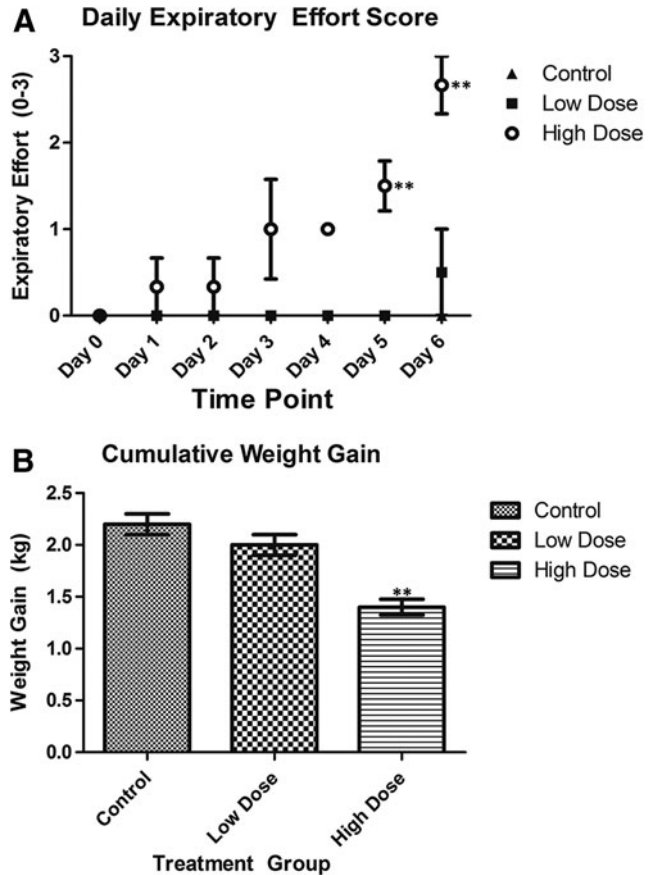 A Daily Expiratory Effort Score
3
2
1
0
Expiratory Effort (0-3)
**
**
Control
Low Dose
High Dose
Day 0 Day 1 Day 2 Day 3 Day 4 Day 5 Day 6
Time Point
B Cumulative Weight Gain
2.5
2.0
1.5
1.0
0.5
0.0
Weight Gain (kg)
**
Control
Low Dose
High Dose
Control Low Dose High Dose
Treatment Group